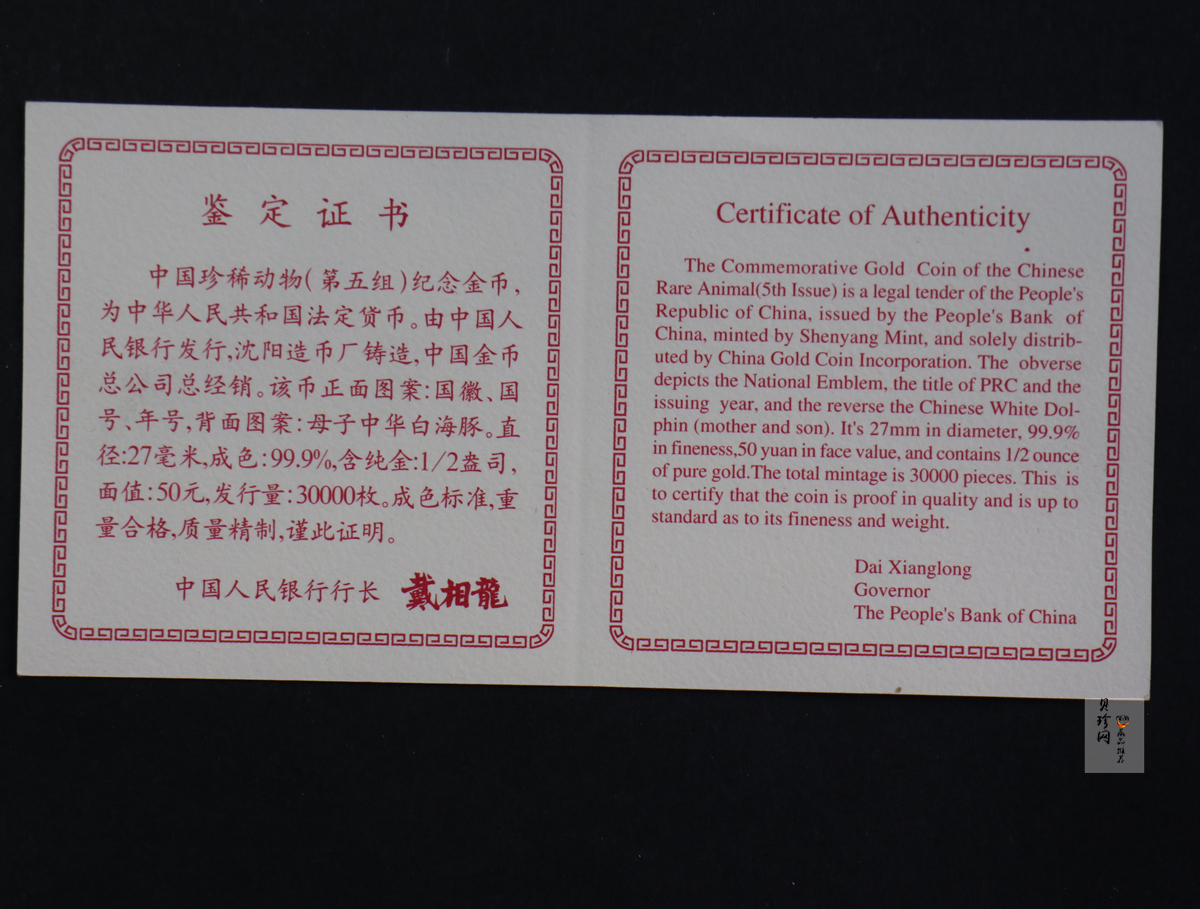 鉴定证书
中国珍稀动物(第五组)纪念金币,
为中华人民共和国法定货币。由中国人
民银行发行,沈阳造币厂铸造,中国金币
总公司总经销。该币正面图案:国徽、国
号、年号,背面图案:母子中华白海豚。直
径:27毫米,成色:99.9%,含纯金:1/2盎司,
面值:50元,发行量:30000枚。成色标准,重
量合格,质量精制,谨此证明。
中国人民银行行长 戴相龍
Certificate of Authenticity
The Commemorative Gold Coin of the Chinese
Rare Animal(5th Issue) is a legal tender of the People's
Republic of China, issued by the People's Bank of
China, minted by Shenyang Mint, and solely distrib-
uted by China Gold Coin Incorporation. The obverse
depicts the National Emblem, the title of PRC and the
issuing year, and the reverse the Chinese White Dol-
phin (mother and son). It's 27mm in diameter, 99.9%
in fineness,50 yuan in face value, and contains 1/2 ounce
of pure gold.The total mintage is 30000 pieces. This is
to certify that the coin is proof in quality and is up to
standard as to its fineness and weight.
Dai Xianglong
Governor
The People's Bank of China
贝珍网
藏品推荐